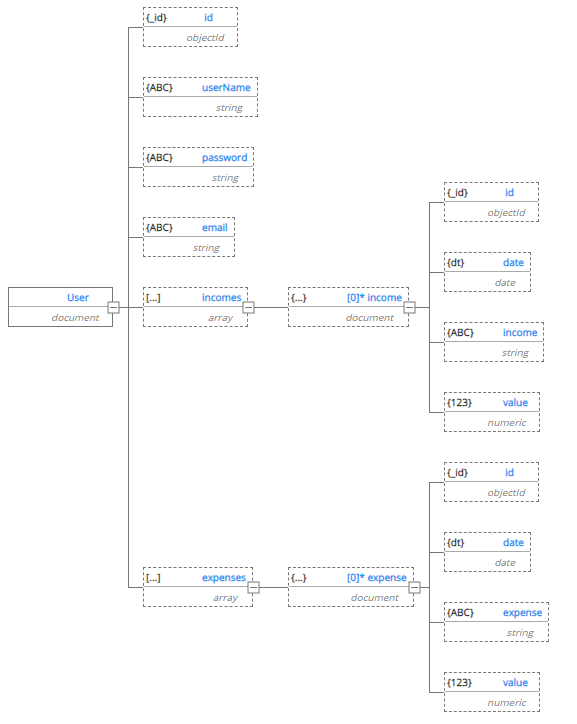 {_id} id
objectId
{ABC} userName
string
{ABC} password
string
{ABC} email
string
User
document
[...] incomes
array
{...} [0]* income
document
{_id} id
objectId
{dt} date
date
{ABC} income
string
{123} value
numeric
[...] expenses
array
{...} [0]* expense
document
{_id} id
objectId
{dt} date
date
{ABC} expense
string
{123} value
numeric